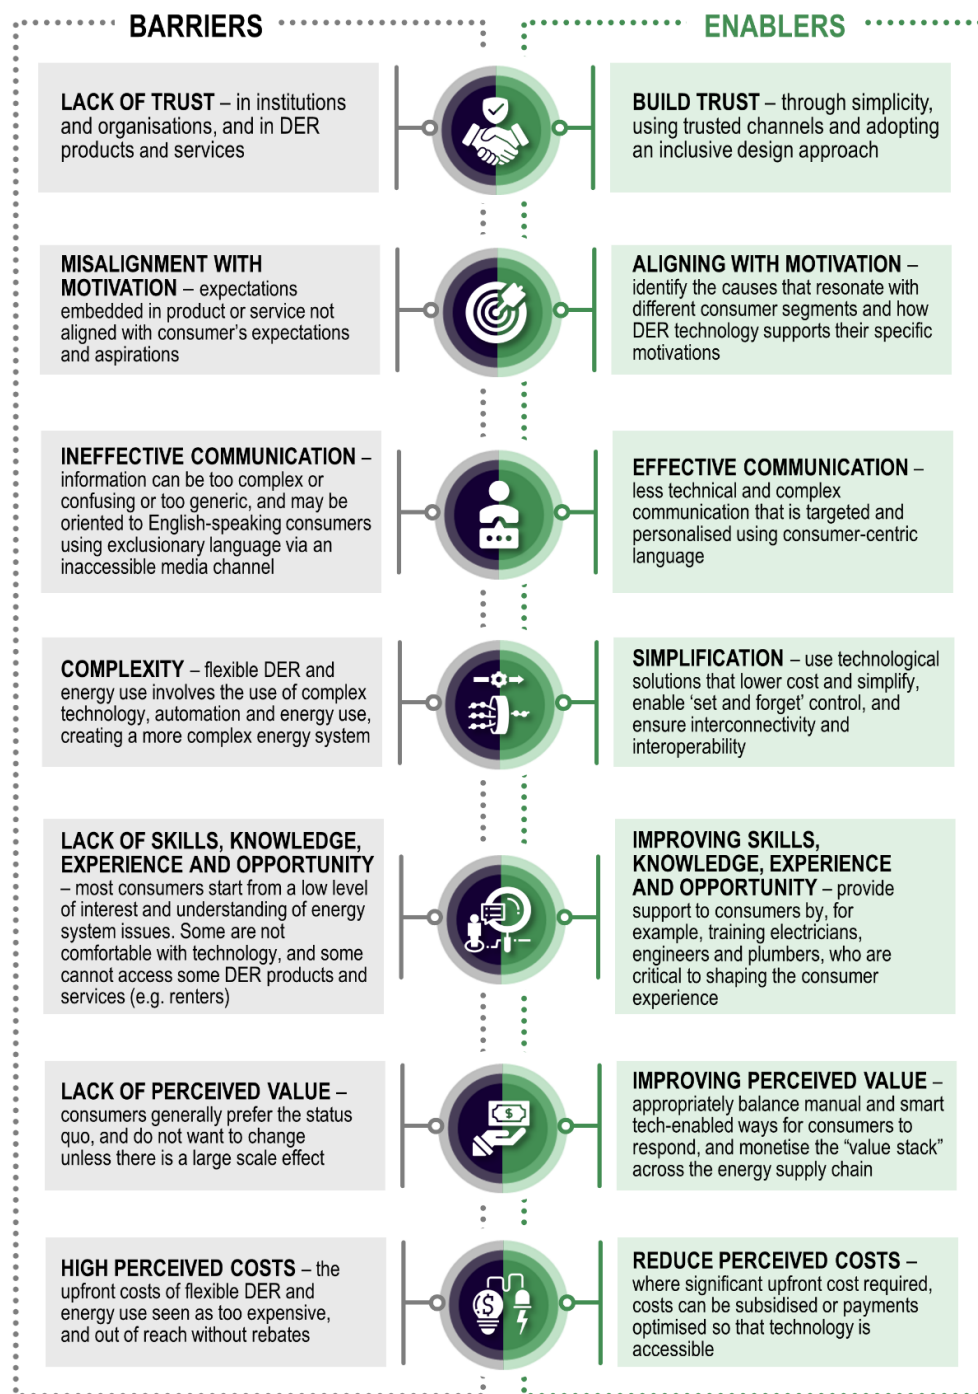 BARRIERS
ENABLERS
LACK OF TRUST – in institutions
and organisations, and in DER
products and services
BUILD TRUST – through simplicity,
using trusted channels and adopting
an inclusive design approach
MISALIGNMENT WITH
MOTIVATION – expectations
embedded in product or service not
aligned with consumer's expectations
and aspirations
ALIGNING WITH MOTIVATION –
identify the causes that resonate with
different consumer segments and how
DER technology supports their specific
motivations
INEFFECTIVE COMMUNICATION –
information can be too complex or
confusing or too generic, and may be
oriented to English-speaking consumers
using exclusionary language via an
inaccessible media channel
EFFECTIVE COMMUNICATION –
less technical and complex
communication that is targeted and
personalised using consumer-centric
language
COMPLEXITY – flexible DER and
energy use involves the use of complex
technology, automation and energy use,
creating a more complex energy system
SIMPLIFICATION – use technological
solutions that lower cost and simplify,
enable 'set and forget' control, and
ensure interconnectivity and
interoperability
LACK OF SKILLS, KNOWLEDGE,
EXPERIENCE AND OPPORTUNITY
– most consumers start from a low level
of interest and understanding of energy
system issues. Some are not
comfortable with technology, and some
cannot access some DER products and
services (e.g. renters)
IMPROVING SKILLS,
KNOWLEDGE, EXPERIENCE
AND OPPORTUNITY – provide
support to consumers by, for
example, training electricians,
engineers and plumbers, who are
critical to shaping the consumer
experience
LACK OF PERCEIVED VALUE –
consumers generally prefer the status
quo, and do not want to change
unless there is a large scale effect
$
IMPROVING PERCEIVED VALUE –
appropriately balance manual and smart
tech-enabled ways for consumers to
respond, and monetise the "value stack"
across the energy supply chain
HIGH PERCEIVED COSTS – the
upfront costs of flexible DER and
energy use seen as too expensive,
and out of reach without rebates
$
REDUCE PERCEIVED COSTS –
where significant upfront cost required,
costs can be subsidised or payments
optimised so that technology is
accessible